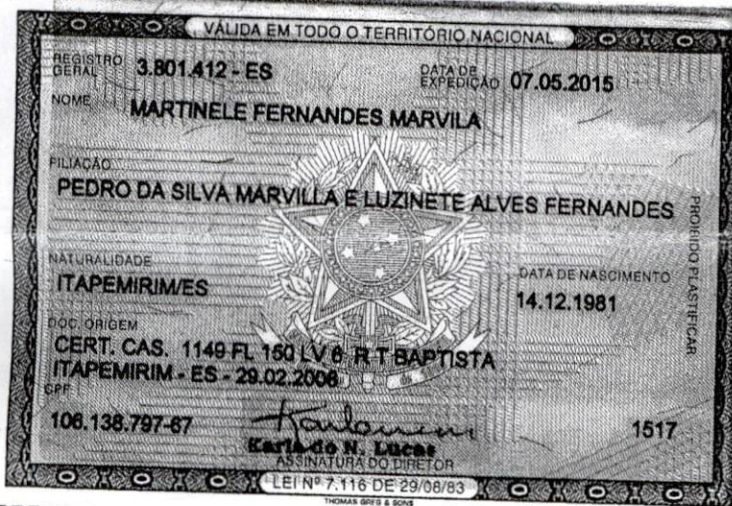 VÁLIDA EM TODO O TERRITÓRIO NACIONAL
REGISTRO GERAL 3.801.412 - ES DATA DE EXPEDIÇÃO 07.05.2015
NOME MARTINELE FERNANDES MARVILA
FILIAÇÃO
PEDRO DA SILVA MARVILLA E LUZINETE ALVES FERNANDES
NATURALIDADE DATA DE NASCIMENTO
ITAPEMIRIM/ES 14.12.1981
DOC. ORIGEM
CERT. CAS. 1149 FL 150 LV 6 R T BAPTISTA
ITAPEMIRIM - ES - 29.02.2006
CPF
106.138.797-67 1517
N. Lucas
ASSINATURA DO DIRETOR
LEI Nº 7.116 DE 29/08/83
THOMAS GREG & SONS
PROIBIDO PLASTIFICAR